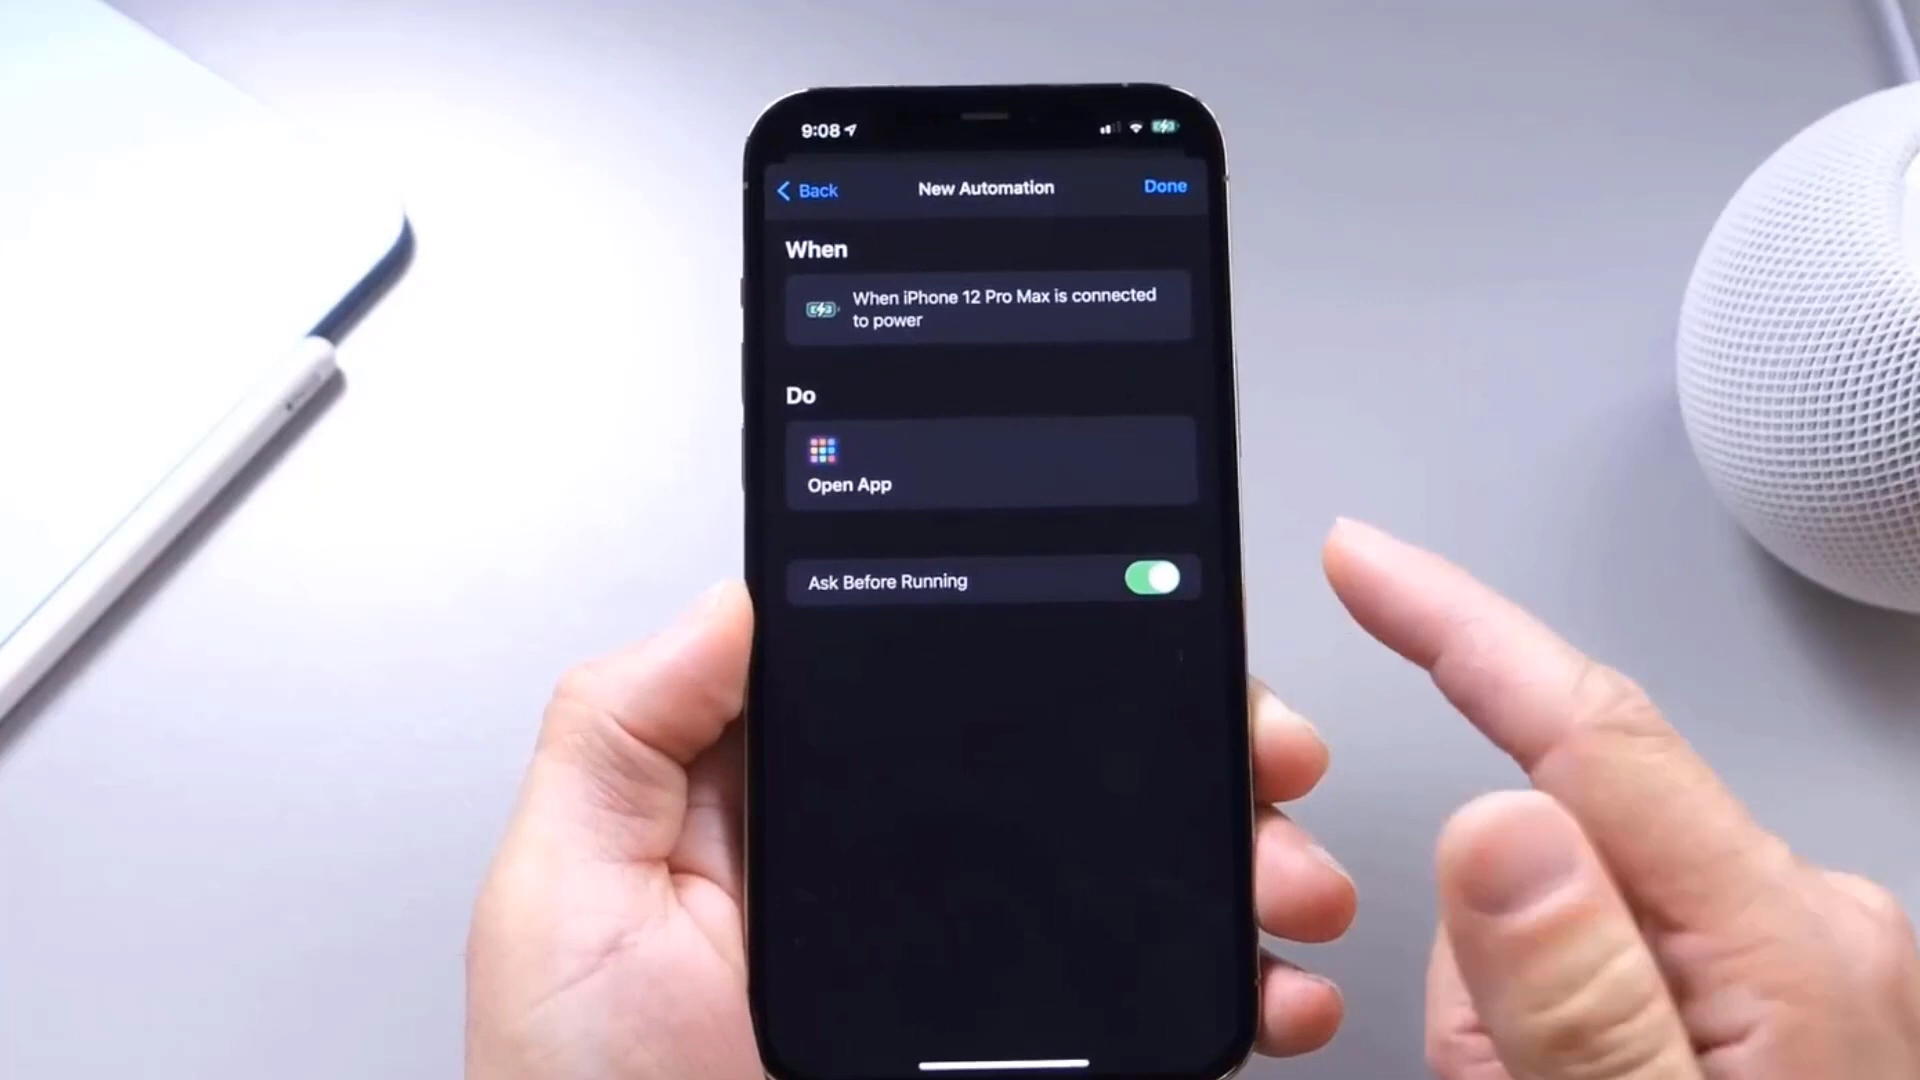 9:08
Back
New Automation
Done
When
When iPhone 12 Pro Max is connected
to power
Do
Open App
Ask Before Running